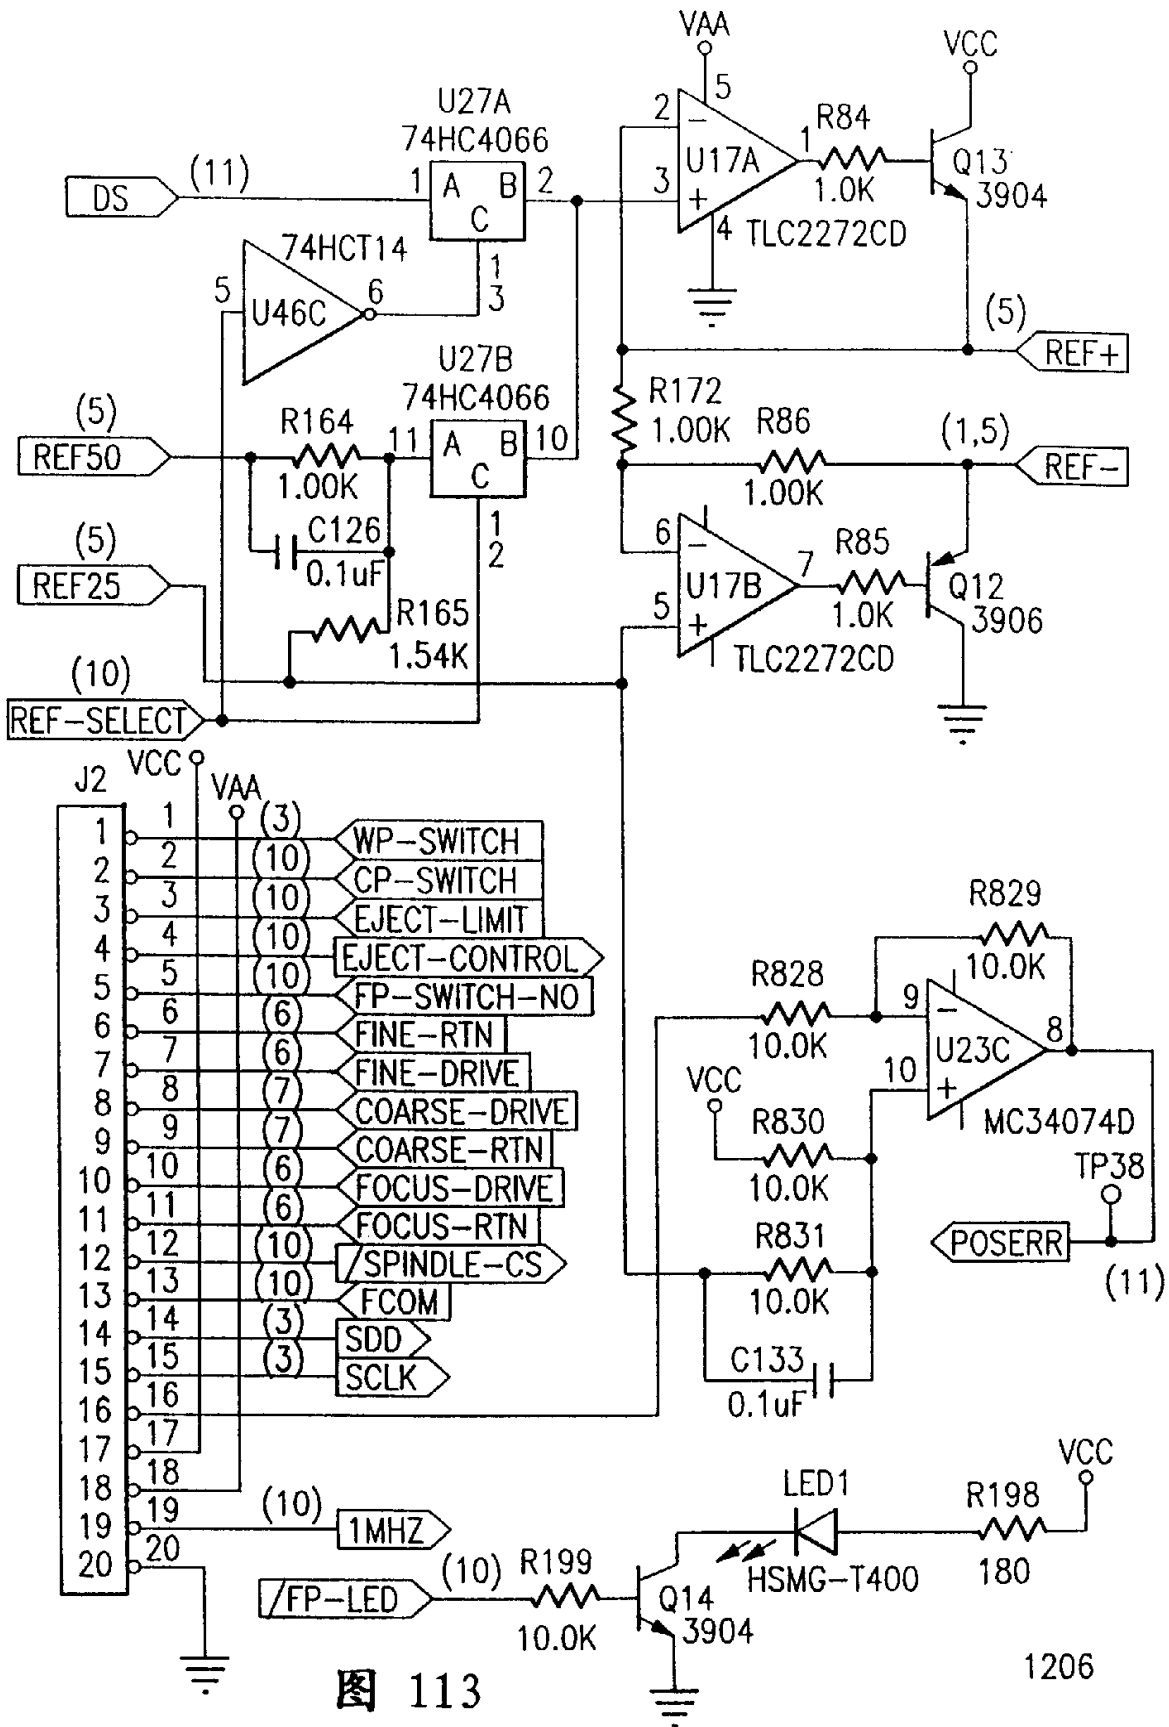 VAA
VCC
U27A
74HC4066
5
2
-
1
R84
U17A
1.0K
Q13
3904
(11)
DS
1
A
B
2
C
3
+
4
TLC2272CD
74HCT14
1
3
5
U46C
6
(5)
REF+
U27B
74HC4066
R172
1.00K
R86
1.00K
(1,5)
REF-
(5)
REF50
R164
1.00K
11
A
B
10
C
C126
0.1uF
1
2
6
-
U17B
7
R85
1.0K
Q12
3906
5
+
TLC2272CD
(5)
REF25
R165
1.54K
(10)
REF-SELECT
VCC
VAA
J2
1 1 (3) WP-SWITCH
2 2 (10) CP-SWITCH
3 3 (10) EJECT-LIMIT
4 4 (10) EJECT-CONTROL
5 5 (10) FP-SWITCH-NO
6 6 (6) FINE-RTN
7 7 (6) FINE-DRIVE
8 8 (7) COARSE-DRIVE
9 9 (7) COARSE-RTN
10 10 (6) FOCUS-DRIVE
11 11 (6) FOCUS-RTN
12 12 (10) /SPINDLE-CS
13 13 (10) FCOM
14 14 (3) SDD
15 15 (3) SCLK
16 16
17 17
18 18
19 19 (10) 1MHZ
20 20
R829
10.0K
R828
10.0K
9
-
U23C
8
10
+
MC34074D
VCC
R830
10.0K
TP38
POSERR
(11)
R831
10.0K
C133
0.1uF
VCC
LED1
HSMG-T400
R198
180
/FP-LED
(10)
R199
10.0K
Q14
3904
1206
图 113